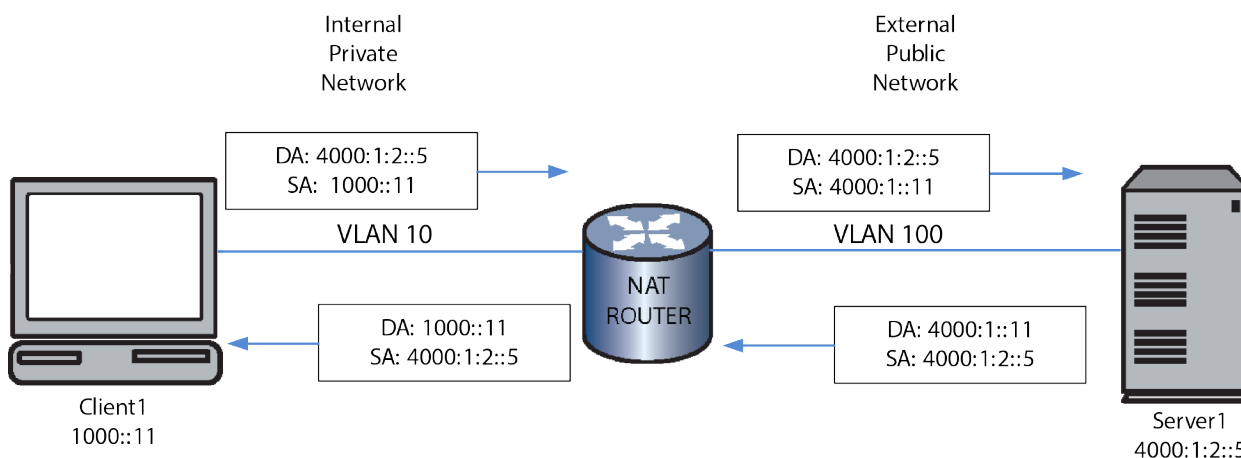 Internal
Private
Network
External
Public
Network
DA: 4000:1:2::5
SA: 1000::11
DA: 4000:1:2::5
SA: 4000:1::11
VLAN 10
VLAN 100
NAT
ROUTER
DA: 1000::11
SA: 4000:1:2::5
DA: 4000:1::11
SA: 4000:1:2::5
Client1
1000::11
Server1
4000:1:2::5